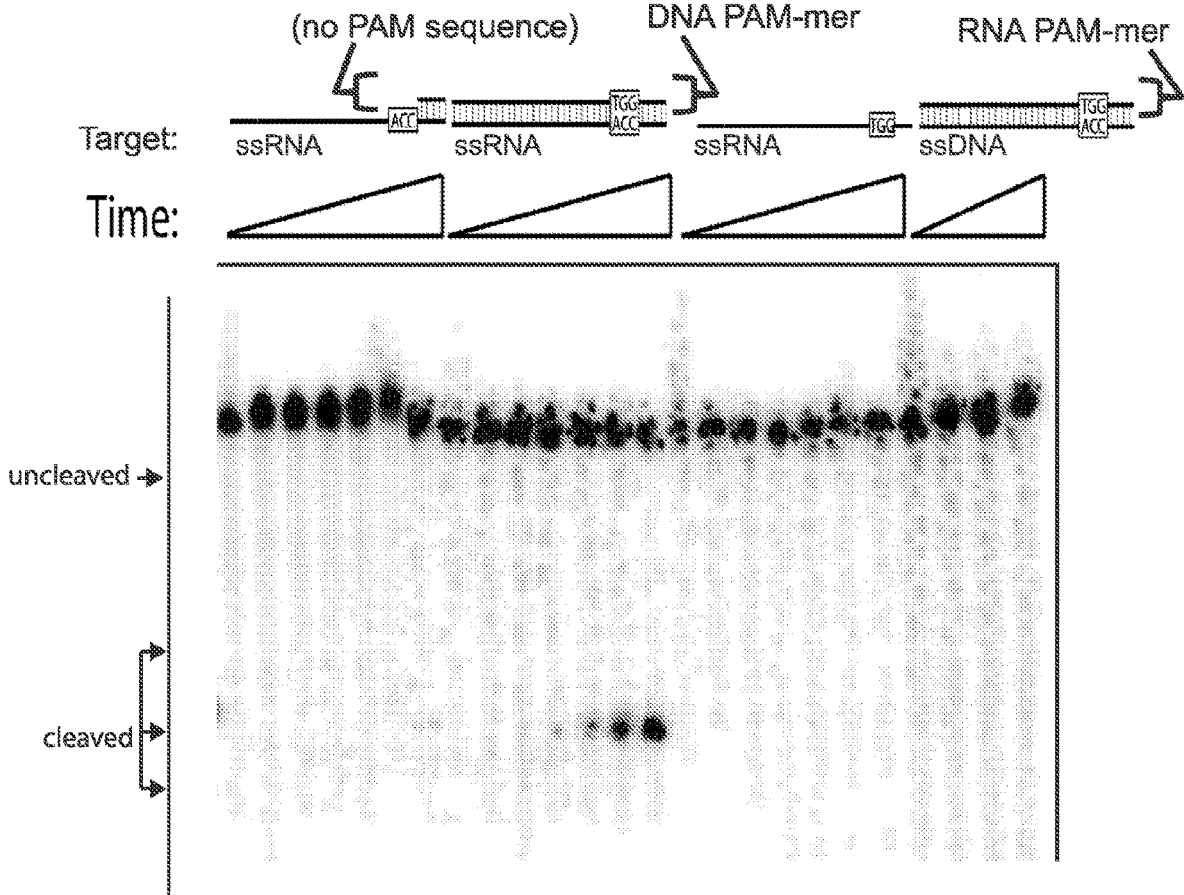 (no PAM sequence)
DNA PAM-mer
RNA PAM-mer
Target:
ACC
TGG
ACC
TGG
TGG
ACC
ssRNA
ssRNA
ssRNA
ssDNA
Time:
uncleaved
cleaved